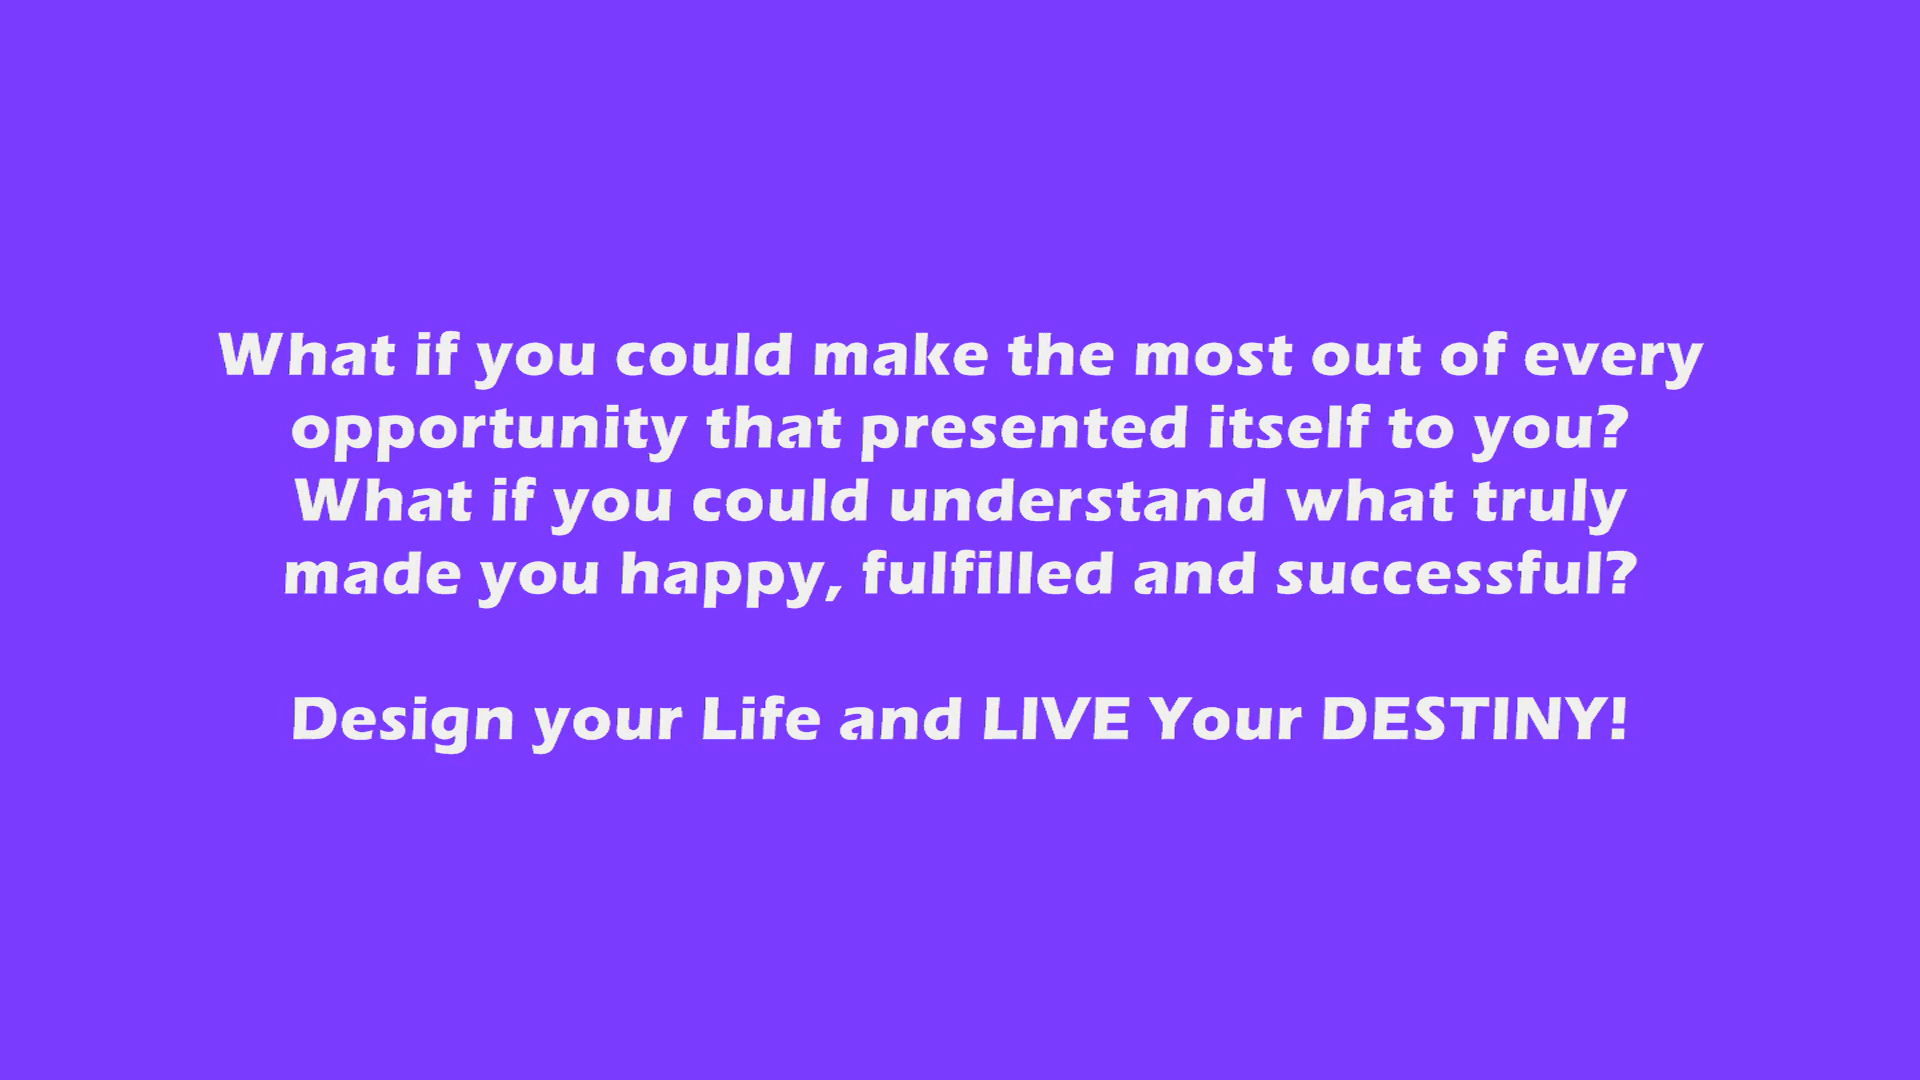 What if you could make the most out of every
opportunity that presented itself to you?
What if you could understand what truly
made you happy, fulfilled and successful?
Design your Life and LIVE Your DESTINY!